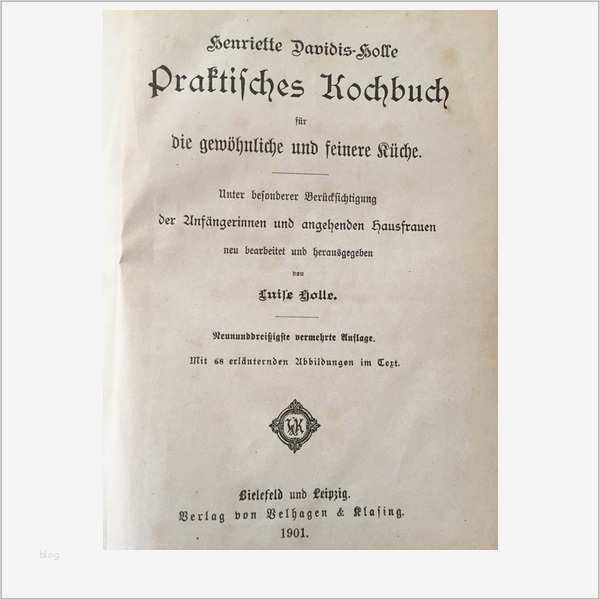 Henriette Davidis-Holle
Praktisches Kochbuch
für
die gewöhnliche und feinere Küche.
Unter besonderer Berücksichtigung
der Anfängerinnen und angehenden Hausfrauen
neu bearbeitet und herausgegeben
von
Luise Holle.
Neununddreißigste vermehrte Auflage.
Mit 68 erläuternden Abbildungen im Text.
VK
Bielefeld und Leipzig.
Verlag von Velhagen & Klasing.
1901.
blog